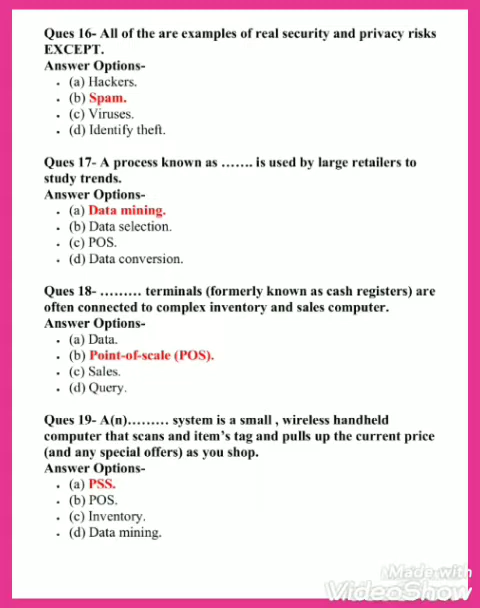 Ques 16- All of the are examples of real security and privacy risks
EXCEPT.
Answer Options-
• (a) Hackers.
• (b) Spam.
• (c) Viruses.
• (d) Identify theft.
Ques 17- A process known as ……. is used by large retailers to
study trends.
Answer Options-
• (a) Data mining.
• (b) Data selection.
• (c) POS.
• (d) Data conversion.
Ques 18- ……… terminals (formerly known as cash registers) are
often connected to complex inventory and sales computer.
Answer Options-
• (a) Data.
• (b) Point-of-scale (POS).
• (c) Sales.
• (d) Query.
Ques 19- A(n)……… system is a small , wireless handheld
computer that scans and item's tag and pulls up the current price
(and any special offers) as you shop.
Answer Options-
• (a) PSS.
• (b) POS.
• (c) Inventory.
• (d) Data mining.
Made with
VideoShow